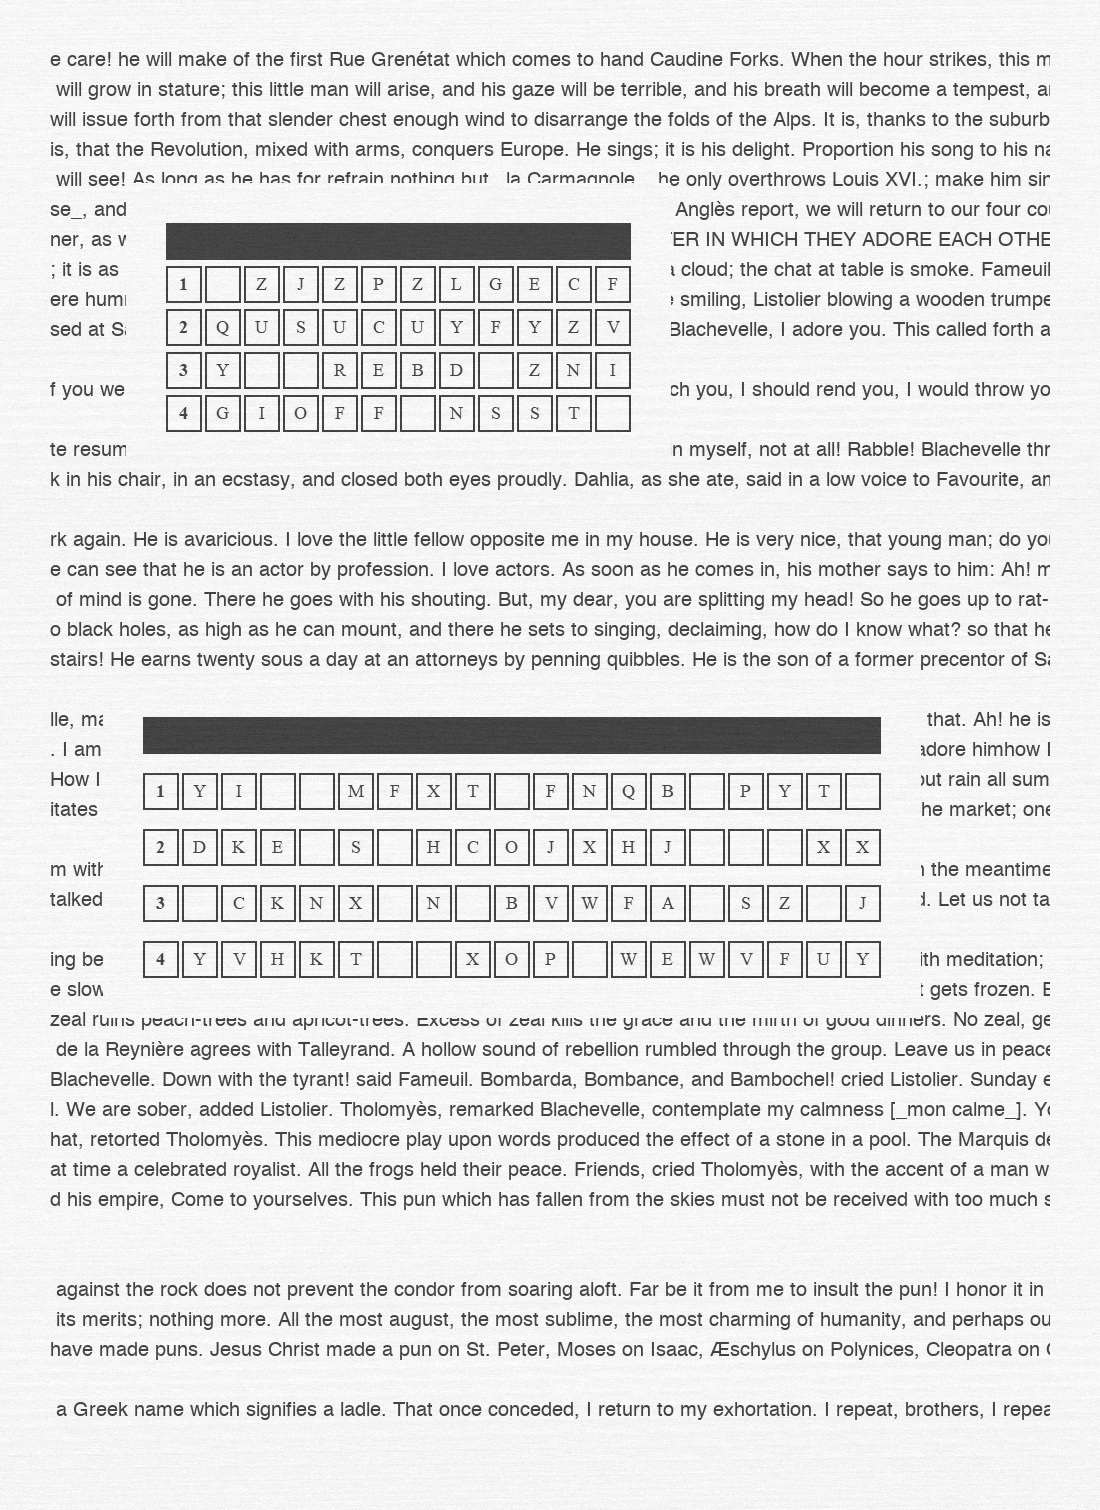 e care! he will make of the first Rue Grenétat which comes to hand Caudine Forks. When the hour strikes, this
will grow in stature; this little man will arise, and his gaze will be terrible, and his breath will become a tempest,
will issue forth from that slender chest enough wind to disarrange the folds of the Alps. It is, thanks to the suburb
is, that the Revolution, mixed with arms, conquers Europe. He sings; it is his delight. Proportion his song to his
will see! As long as he has for refrain nothing but la Carmagnole he only overthrows Louis XVI.; make him
se_, and Anglès report, we will return to our four
ner, as ER IN WHICH THEY ADORE EACH OTHE
1 Z J Z P Z L G E C F
; it is as a cloud; the chat at table is smoke. Fameuil
ere smiling, Listolier blowing a wooden
2 Q U S U C U Y F Y Z V
sed at Blachevelle, I adore you. This called forth a
3 Y R E B D Z N I
f you we ch you, I should rend you, I would throw
4 G I O F F N S S T
te resum n myself, not at all! Rabble! Blachevelle
k in his chair, in an ecstasy, and closed both eyes proudly. Dahlia, as she ate, said in a low voice to Favourite,
rk again. He is avaricious. I love the little fellow opposite me in my house. He is very nice, that young man; do
e can see that he is an actor by profession. I love actors. As soon as he comes in, his mother says to him: Ah!
of mind is gone. There he goes with his shouting. But, my dear, you are splitting my head! So he goes up to rat-
o black holes, as high as he can mount, and there he sets to singing, declaiming, how do I know what? so that
stairs! He earns twenty sous a day at an attorneys by penning quibbles. He is the son of a former precentor of
lle, that. Ah! he is
. I am adore himhow I
How I but rain all sum
1 Y I M F X T F N Q B P Y T
itates the market; one
2 D K E S H C O J X H J X X
m with the meantime
talked d. Let us not ta
3 C K N X N B V W F A S Z J
ing be ith meditation;
4 Y V H K T X O P W E W V F U Y
e slow gets frozen.
zeal ruins peach-trees and apricot-trees. Excess of zeal kills the grace and the mirth of good dinners. No zeal,
de la Reynière agrees with Talleyrand. A hollow sound of rebellion rumbled through the group. Leave us in peace
Blachevelle. Down with the tyrant! said Fameuil. Bombarda, Bombance, and Bambochel! cried Listolier. Sunday
l. We are sober, added Listolier. Tholomyès, remarked Blachevelle, contemplate my calmness [_mon calme_].
hat, retorted Tholomyès. This mediocre play upon words produced the effect of a stone in a pool. The Marquis
at time a celebrated royalist. All the frogs held their peace. Friends, cried Tholomyès, with the accent of a man
d his empire, Come to yourselves. This pun which has fallen from the skies must not be received with too much
against the rock does not prevent the condor from soaring aloft. Far be it from me to insult the pun! I honor it in
its merits; nothing more. All the most august, the most sublime, the most charming of humanity, and perhaps
have made puns. Jesus Christ made a pun on St. Peter, Moses on Isaac, Æschylus on Polynices, Cleopatra on
a Greek name which signifies a ladle. That once conceded, I return to my exhortation. I repeat, brothers, I